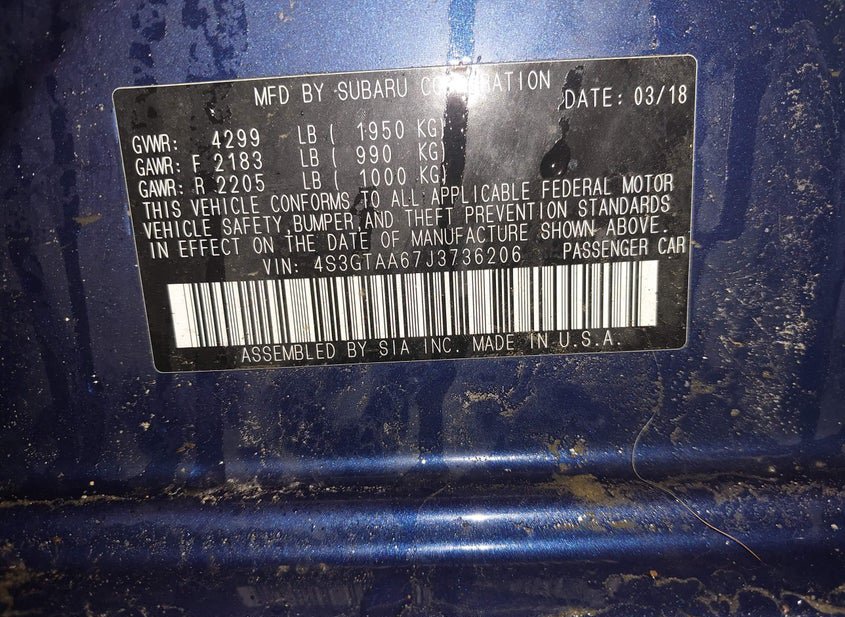 MFD BY SUBARU CORPORATION DATE: 03/18
GVWR: 4299 LB ( 1950 KG)
GAWR: F 2183 LB ( 990 KG)
GAWR: R 2205 LB ( 1000 KG)
THIS VEHICLE CONFORMS TO ALL APPLICABLE FEDERAL MOTOR
VEHICLE SAFETY,BUMPER,AND THEFT PREVENTION STANDARDS
IN EFFECT ON THE DATE OF MANUFACTURE SHOWN ABOVE.
VIN: 4S3GTAA67J3736206 PASSENGER CAR
ASSEMBLED BY SIA INC. MADE IN U.S.A.